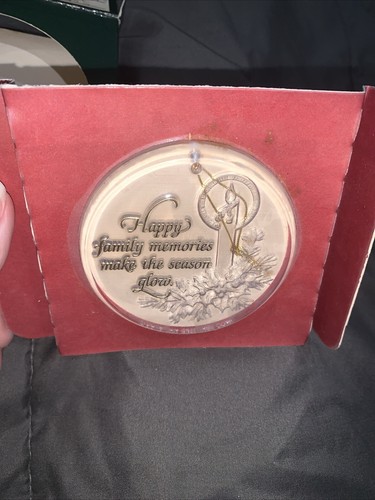 Happy
family memories
make the season
glow.